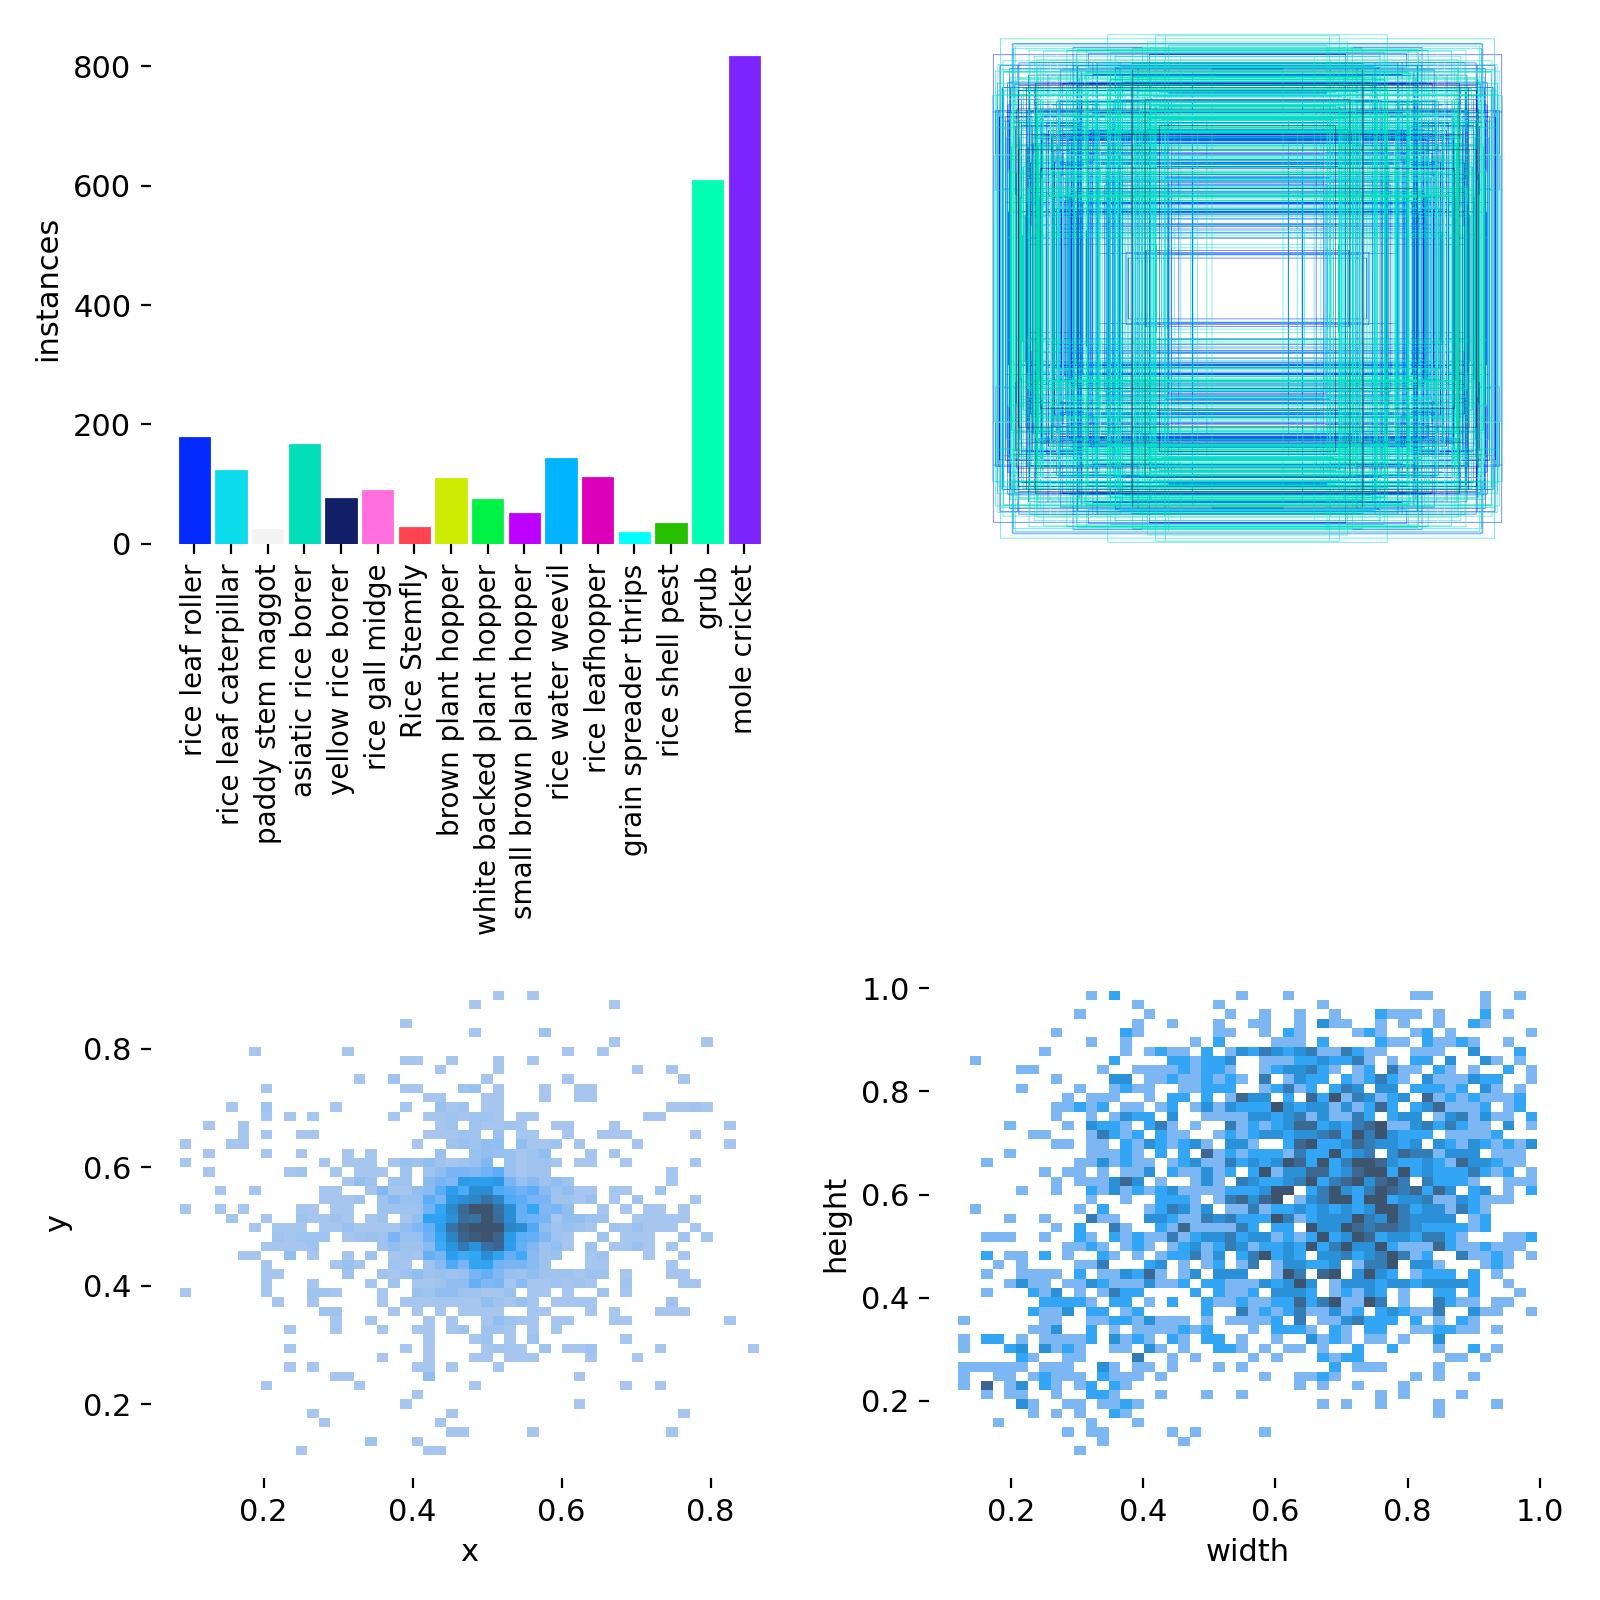 800
600
400
200
0
instances
rice leaf roller
rice leaf caterpillar
paddy stem maggot
asiatic rice borer
yellow rice borer
rice gall midge
Rice Stemfly
brown plant hopper
white backed plant hopper
small brown plant hopper
rice water weevil
rice leafhopper
grain spreader thrips
rice shell pest
grub
mole cricket
0.8
0.6
0.4
0.2
y
0.2 0.4 0.6 0.8
x
1.0
0.8
0.6
0.4
0.2
height
0.2 0.4 0.6 0.8 1.0
width